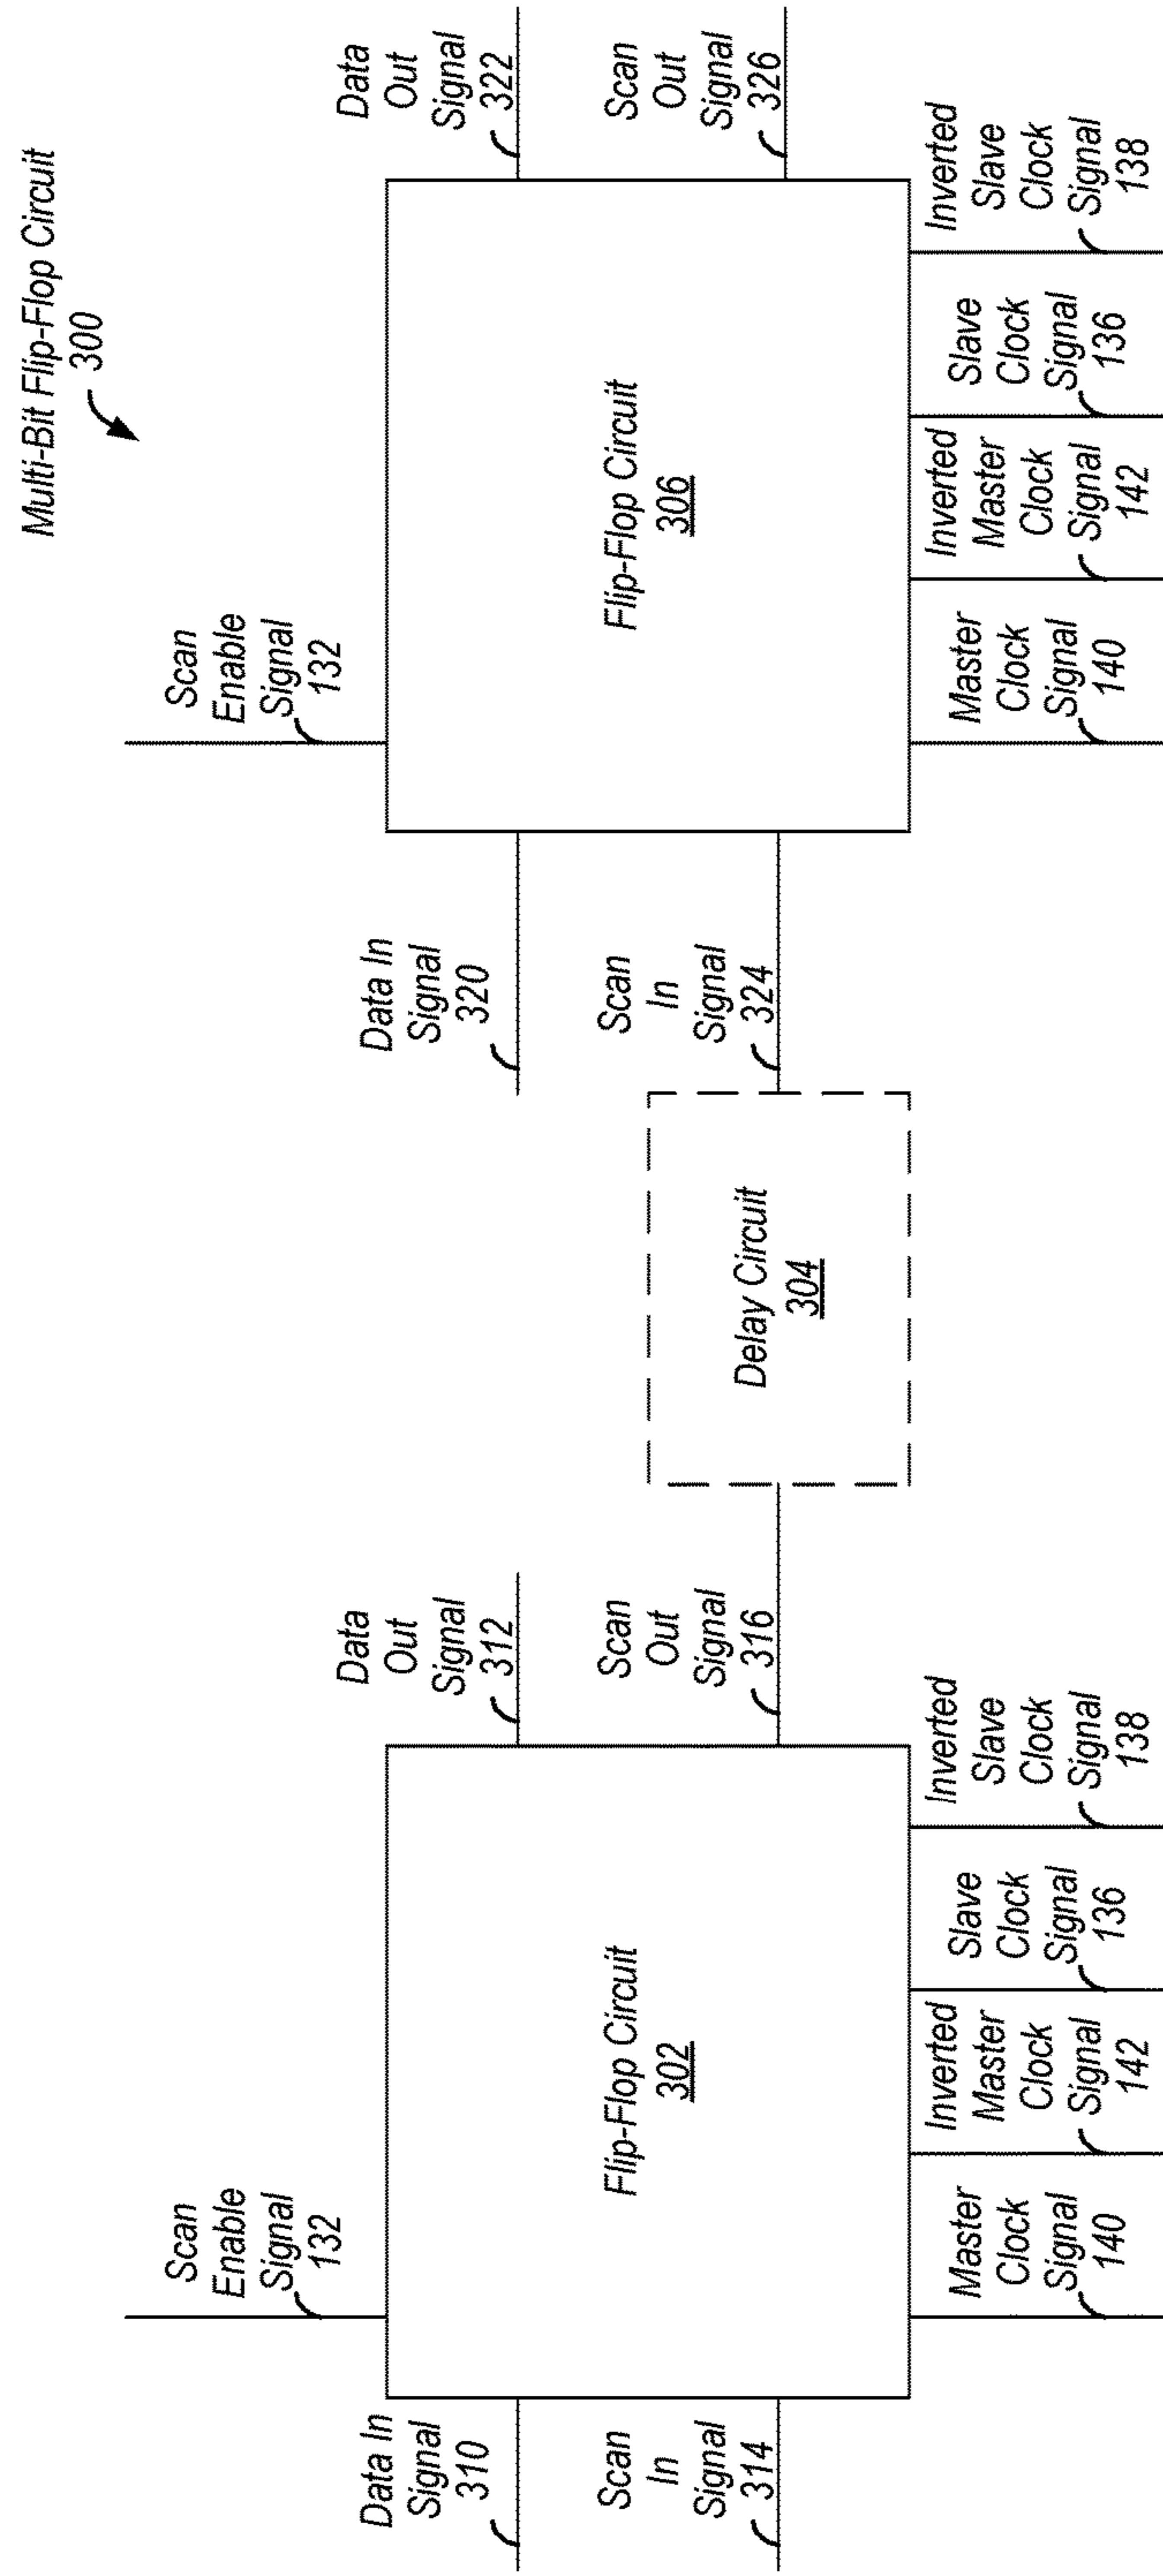 Multi-Bit Flip-Flop Circuit
300
Scan
Enable
Signal
132
Scan
Enable
Signal
132
Data In
Signal
310
Scan
In
Signal
314
Flip-Flop Circuit
302
Data
Out
Signal
312
Scan
Out
Signal
316
Delay Circuit
304
Data In
Signal
320
Scan
In
Signal
324
Flip-Flop Circuit
306
Data
Out
Signal
322
Scan
Out
Signal
326
Master
Clock
Signal
140
Inverted
Master
Clock
Signal
142
Slave
Clock
Signal
136
Inverted
Slave
Clock
Signal
138
Master
Clock
Signal
140
Inverted
Master
Clock
Signal
142
Slave
Clock
Signal
136
Inverted
Slave
Clock
Signal
138